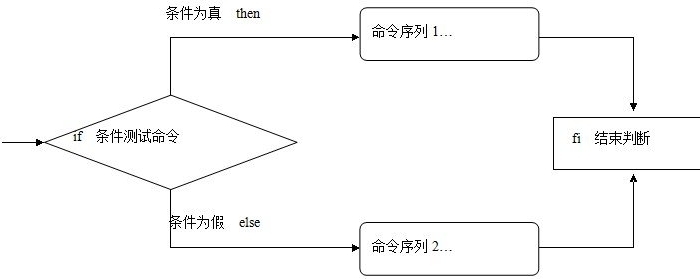 条件为真 then
命令序列 1…
if 条件测试命令
fi 结束判断
条件为假 else
命令序列 2…